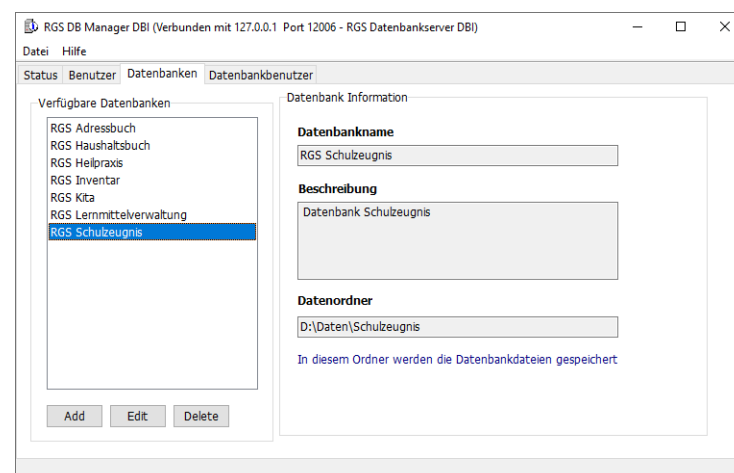 RGS DB Manager DBI (Verbunden mit 127.0.0.1 Port 12006 - RGS Datenbankserver DBI)
Datei Hilfe
Status Benutzer Datenbanken Datenbankbenutzer
Verfügbare Datenbanken
RGS Adressbuch
RGS Haushaltsbuch
RGS Heilpraxis
RGS Inventar
RGS Kita
RGS Lernmittelverwaltung
RGS Schulzeugnis
Add Edit Delete
Datenbank Information
Datenbankname
RGS Schulzeugnis
Beschreibung
Datenbank Schulzeugnis
Datenordner
D:\Daten\Schulzeugnis
In diesem Ordner werden die Datenbankdateien gespeichert